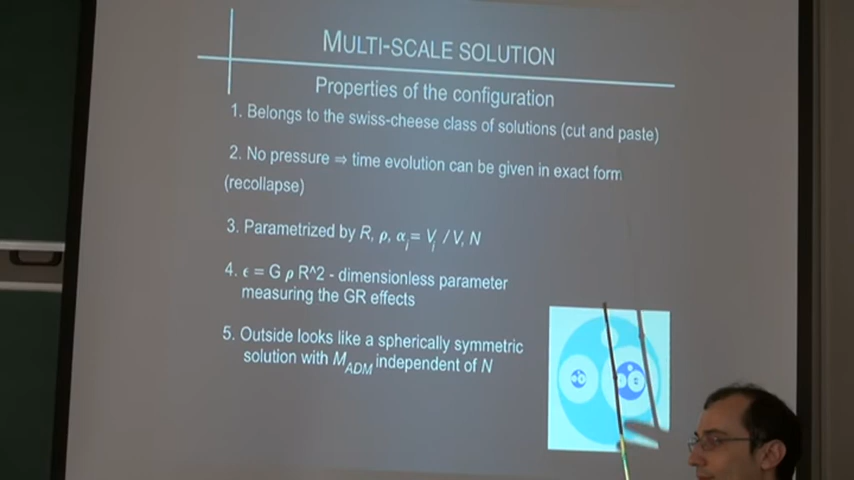 MULTI-SCALE SOLUTION
Properties of the configuration
1. Belongs to the swiss-cheese class of solutions (cut and paste)
2. No pressure ⇒ time evolution can be given in exact form
(recollapse)
3. Parametrized by R, ρ, αᵢ = Vᵢ / V, N
4. ϵ = G ρ R^2 - dimensionless parameter
measuring the GR effects
5. Outside looks like a spherically symmetric
solution with M_ADM independent of N